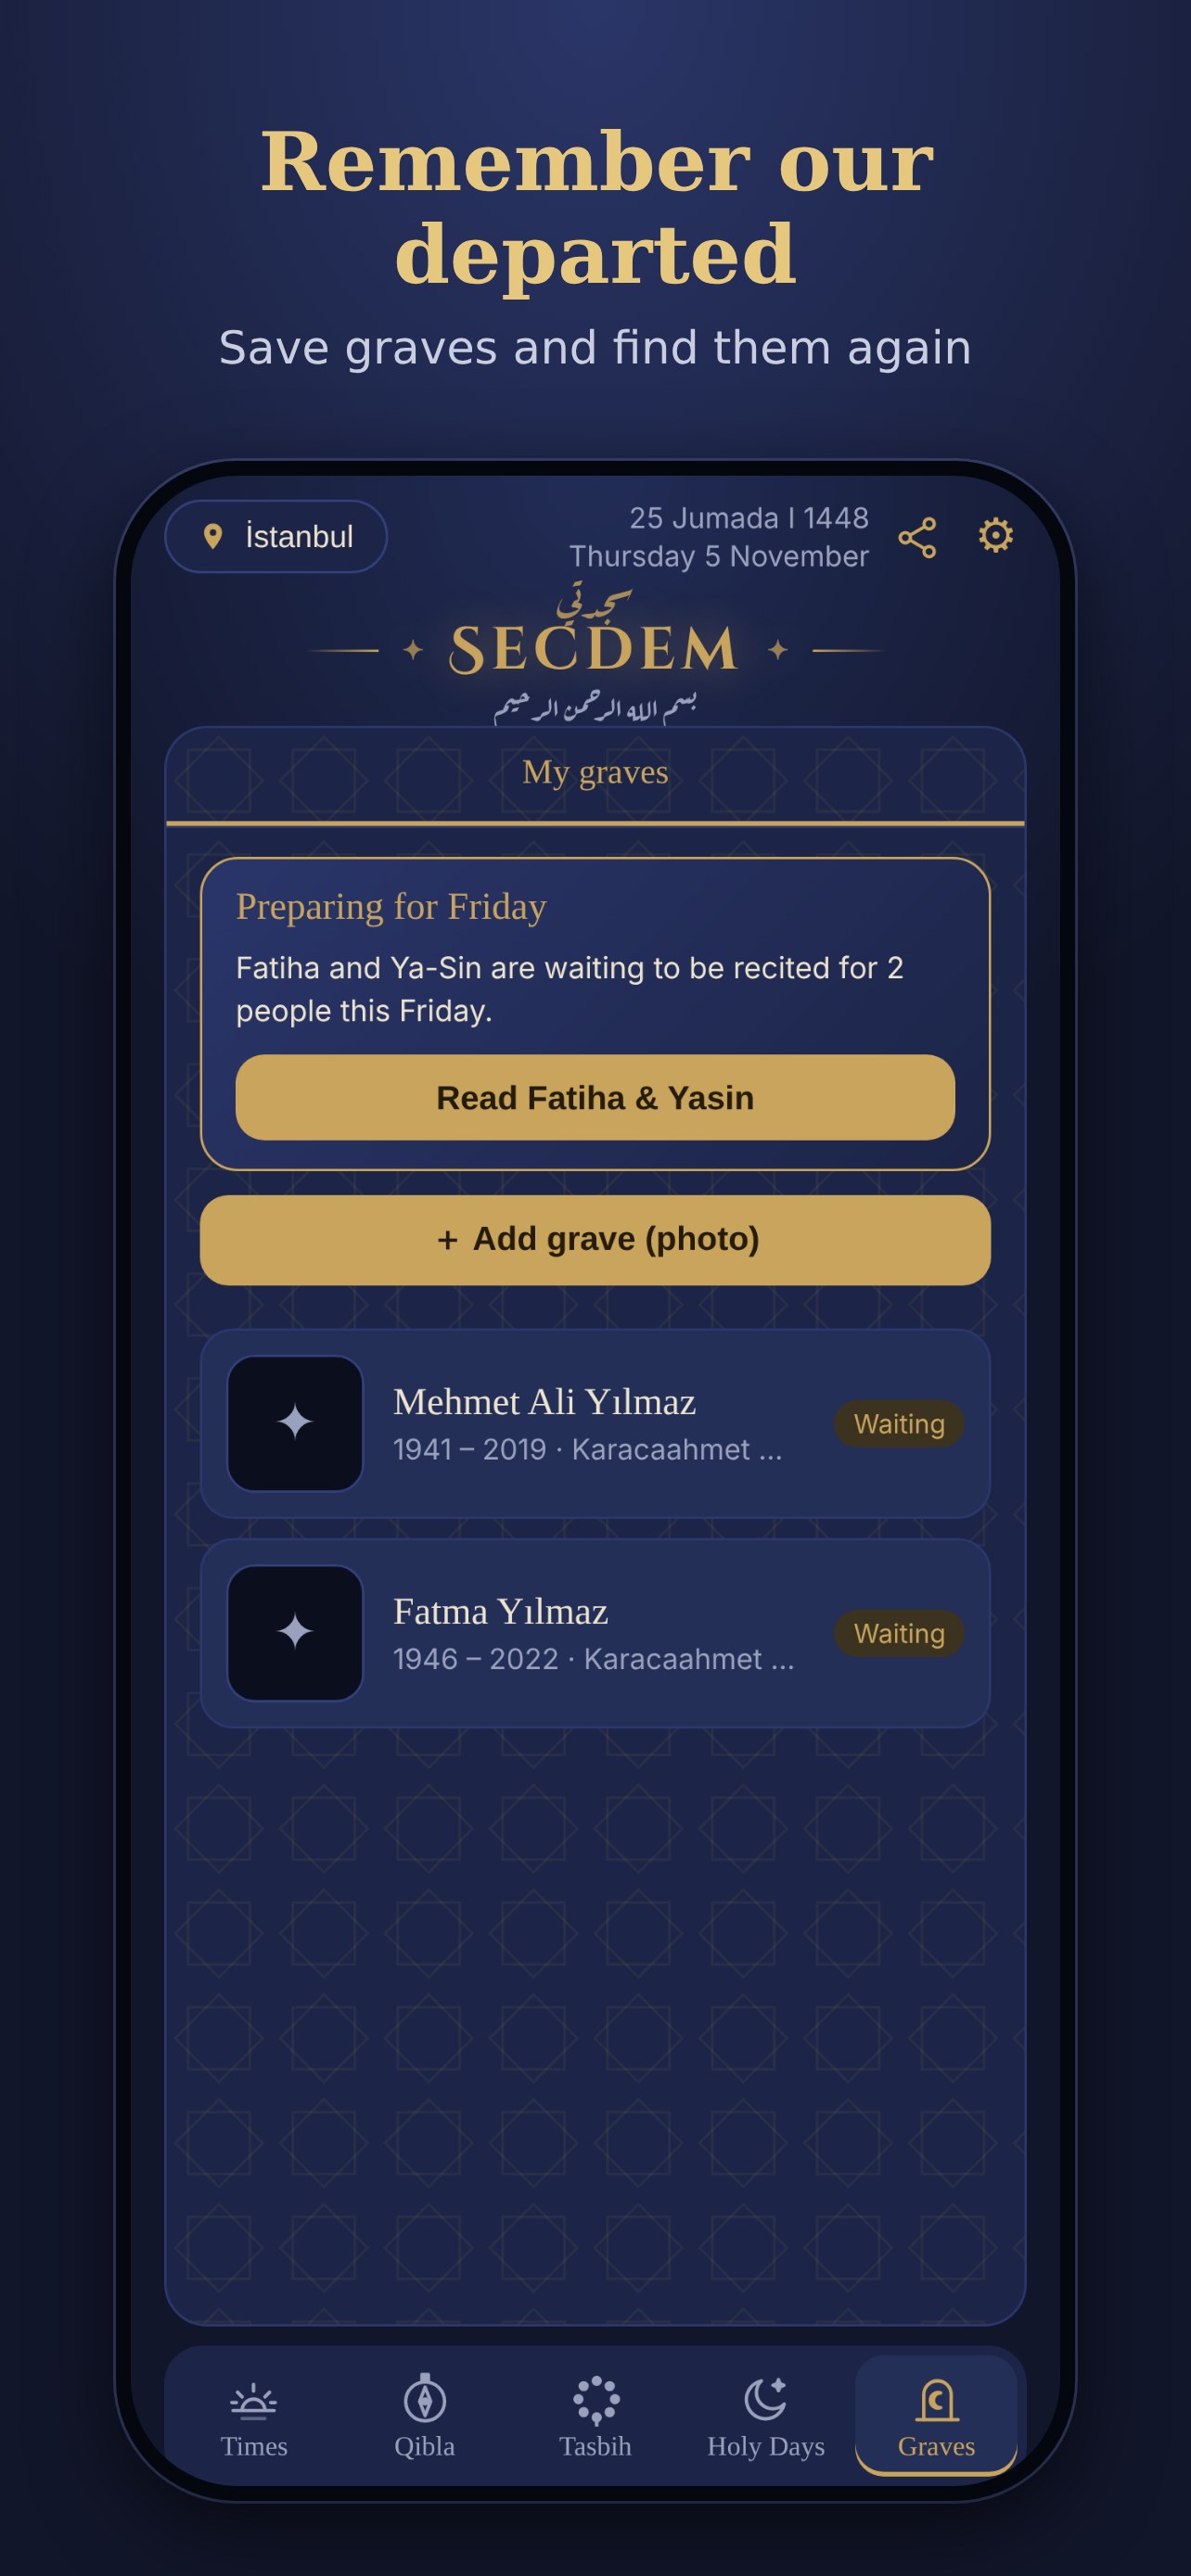 Remember our
departed
Save graves and find them again
İstanbul
25 Jumada I 1448
Thursday 5 November
سجدتي
SECDEM
بسم الله الرحمن الرحيم
My graves
Preparing for Friday
Fatiha and Ya-Sin are waiting to be recited for 2
people this Friday.
Read Fatiha & Yasin
+ Add grave (photo)
Mehmet Ali Yılmaz
1941 – 2019 · Karacaahmet ...
Waiting
Fatma Yılmaz
1946 – 2022 · Karacaahmet ...
Waiting
Times
Qibla
Tasbih
Holy Days
Graves